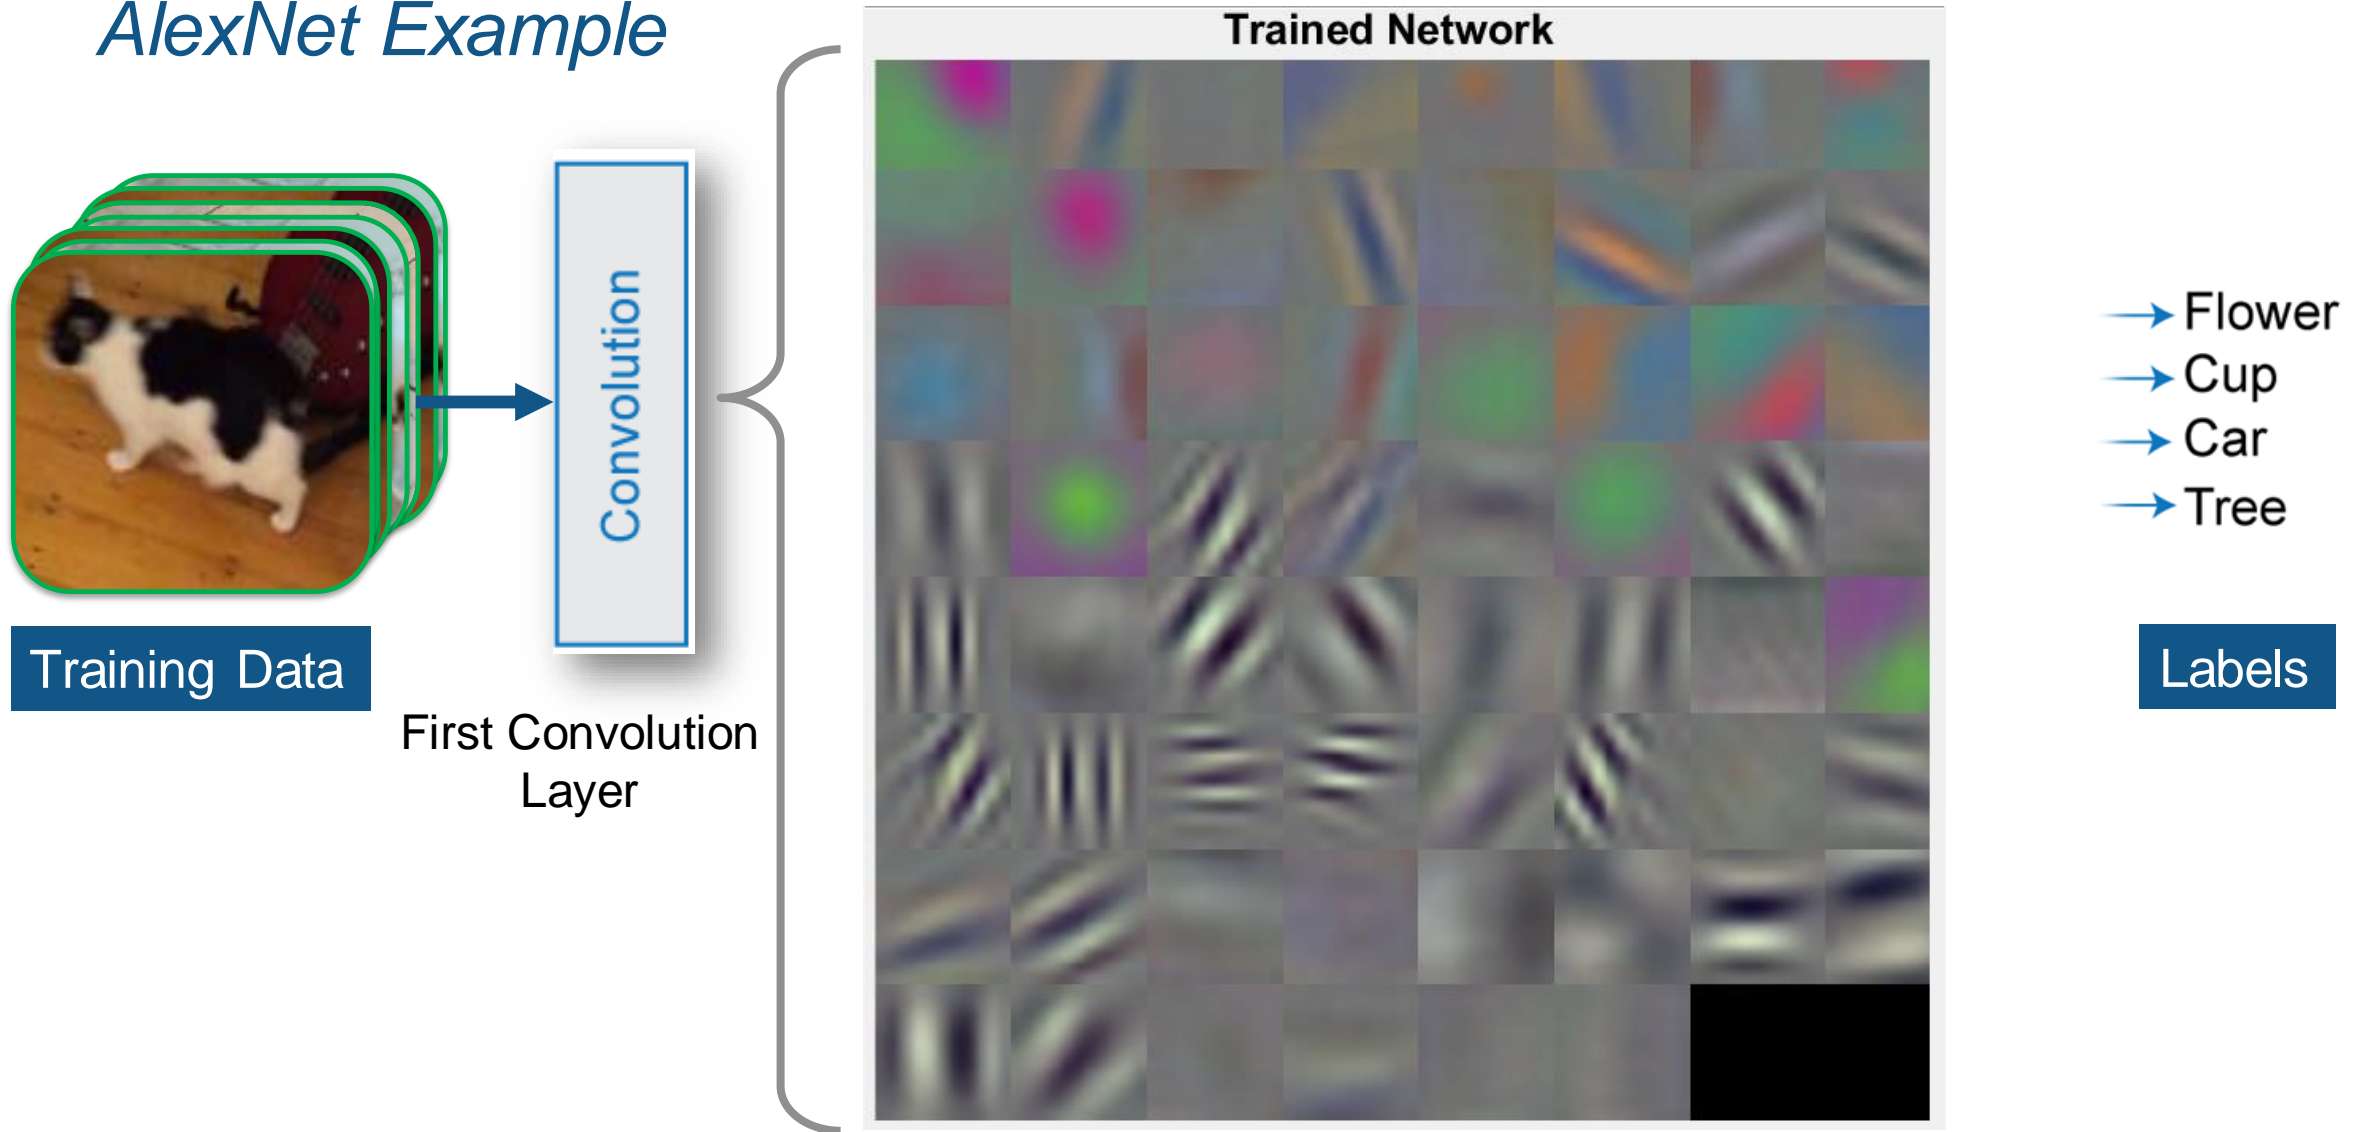 AlexNet Example
Trained Network
Convolution
Training Data
First Convolution
Layer
Flower
Cup
Car
Tree
Labels